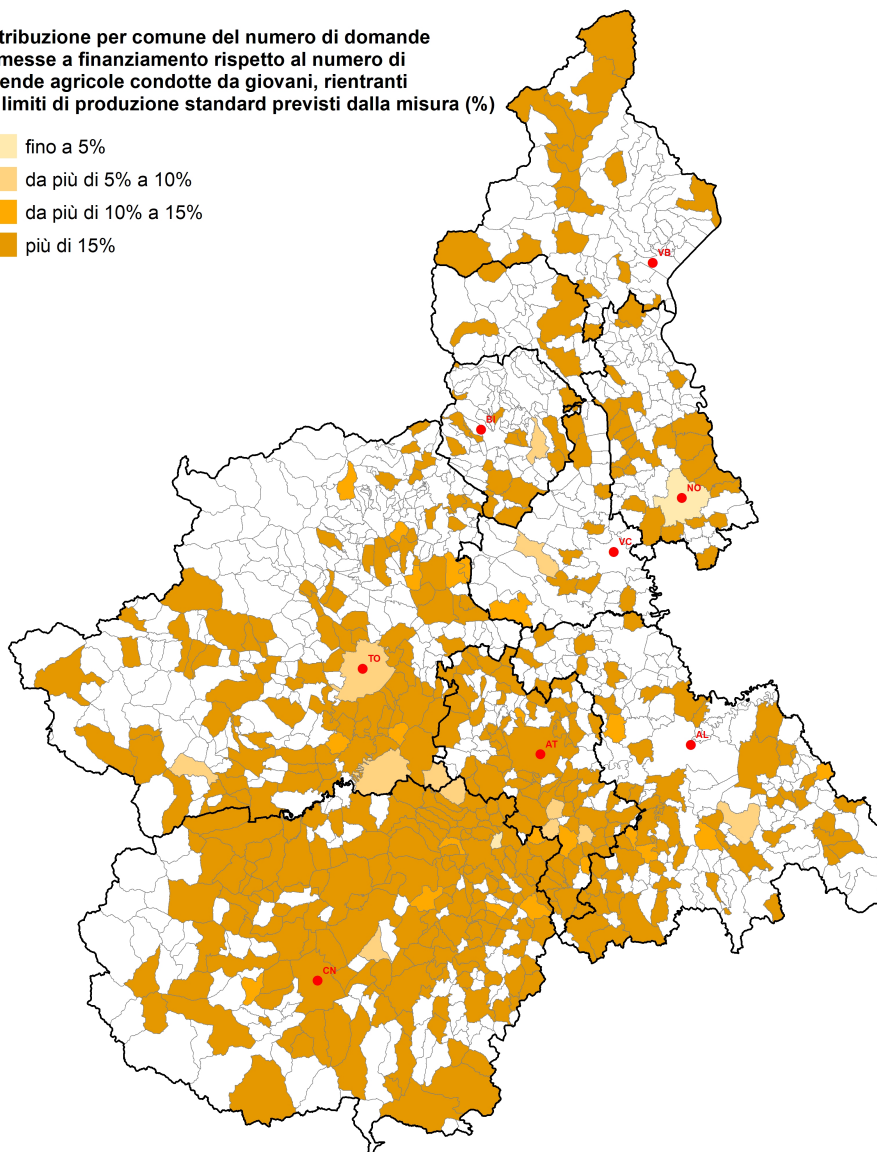 tribuzione per comune del numero di domande
messe a finanziamento rispetto al numero di
ende agricole condotte da giovani, rientranti
limiti di produzione standard previsti dalla misura (%)
fino a 5%
da più di 5% a 10%
da più di 10% a 15%
più di 15%
VB
BI
NO
VC
TO
AL
AT
CN